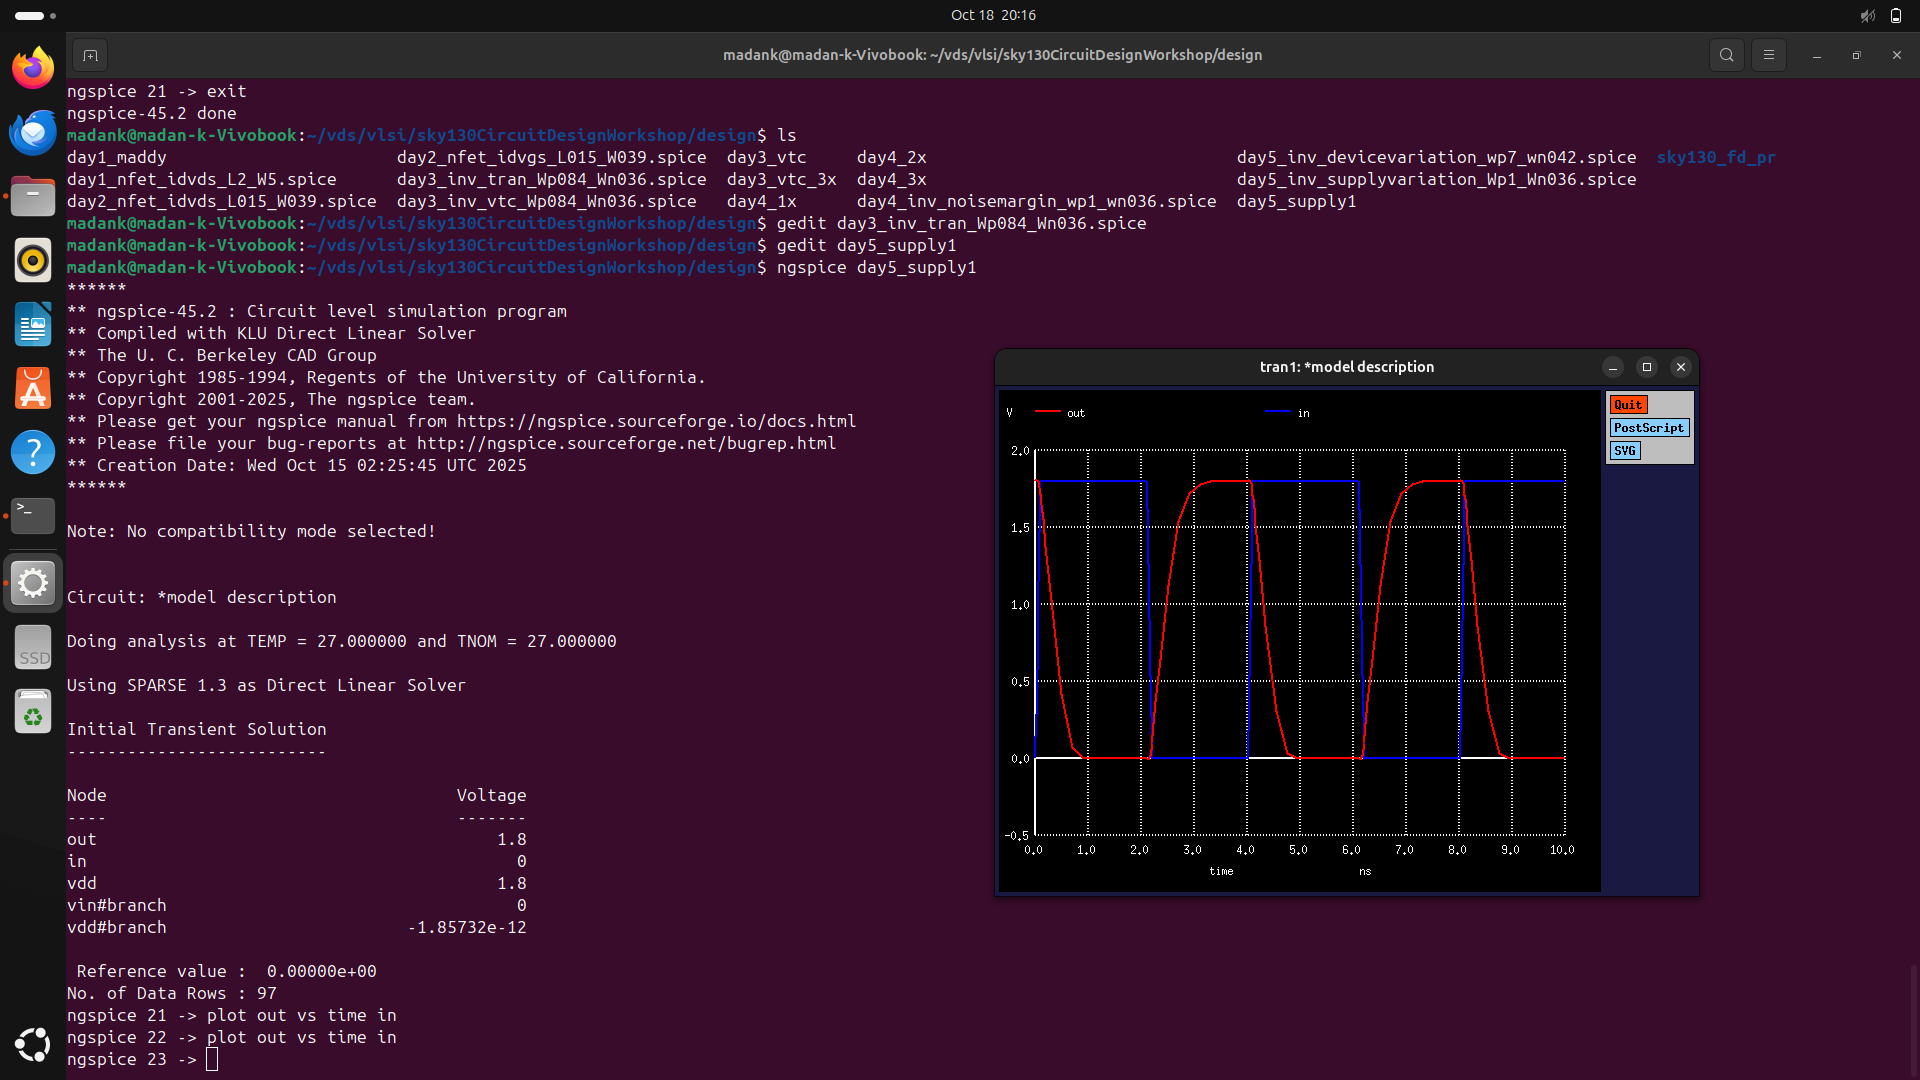 Oct 18 20:16
madank@madan-k-Vivobook: ~/vds/vlsi/sky130CircuitDesignWorkshop/design
ngspice 21 -> exit
ngspice-45.2 done
madank@madan-k-Vivobook:~/vds/vlsi/sky130CircuitDesignWorkshop/design$ ls
day1_maddy day2_nfet_idvgs_L015_W039.spice day3_vtc day4_2x day5_inv_devicevariation_wp7_wn042.spice sky130_fd_pr
day1_nfet_idvds_L2_W5.spice day3_inv_tran_Wp084_Wn036.spice day3_vtc_3x day4_3x day5_inv_supplyvariation_Wp1_Wn036.spice
day2_nfet_idvds_L015_W039.spice day3_inv_vtc_Wp084_Wn036.spice day4_1x day4_inv_noisemargin_wp1_wn036.spice day5_supply1
madank@madan-k-Vivobook:~/vds/vlsi/sky130CircuitDesignWorkshop/design$ gedit day3_inv_tran_Wp084_Wn036.spice
madank@madan-k-Vivobook:~/vds/vlsi/sky130CircuitDesignWorkshop/design$ gedit day5_supply1
madank@madan-k-Vivobook:~/vds/vlsi/sky130CircuitDesignWorkshop/design$ ngspice day5_supply1
******
** ngspice-45.2 : Circuit level simulation program
** Compiled with KLU Direct Linear Solver
** The U. C. Berkeley CAD Group
** Copyright 1985-1994, Regents of the University of California.
** Copyright 2001-2025, The ngspice team.
** Please get your ngspice manual from https://ngspice.sourceforge.io/docs.html
** Please file your bug-reports at http://ngspice.sourceforge.net/bugrep.html
** Creation Date: Wed Oct 15 02:25:45 UTC 2025
******
Note: No compatibility mode selected!
Circuit: *model description
Doing analysis at TEMP = 27.000000 and TNOM = 27.000000
Using SPARSE 1.3 as Direct Linear Solver
Initial Transient Solution
--------------------------
Node Voltage
---- -------
out 1.8
in 0
vdd 1.8
vin#branch 0
vdd#branch -1.85732e-12
Reference value : 0.00000e+00
No. of Data Rows : 97
ngspice 21 -> plot out vs time in
ngspice 22 -> plot out vs time in
ngspice 23 ->
tran1: *model description
V out in
Quit
PostScript
SVG
2.0
1.5
1.0
0.5
0.0
-0.5
0.0 1.0 2.0 3.0 4.0 5.0 6.0 7.0 8.0 9.0 10.0
time ns
SSD